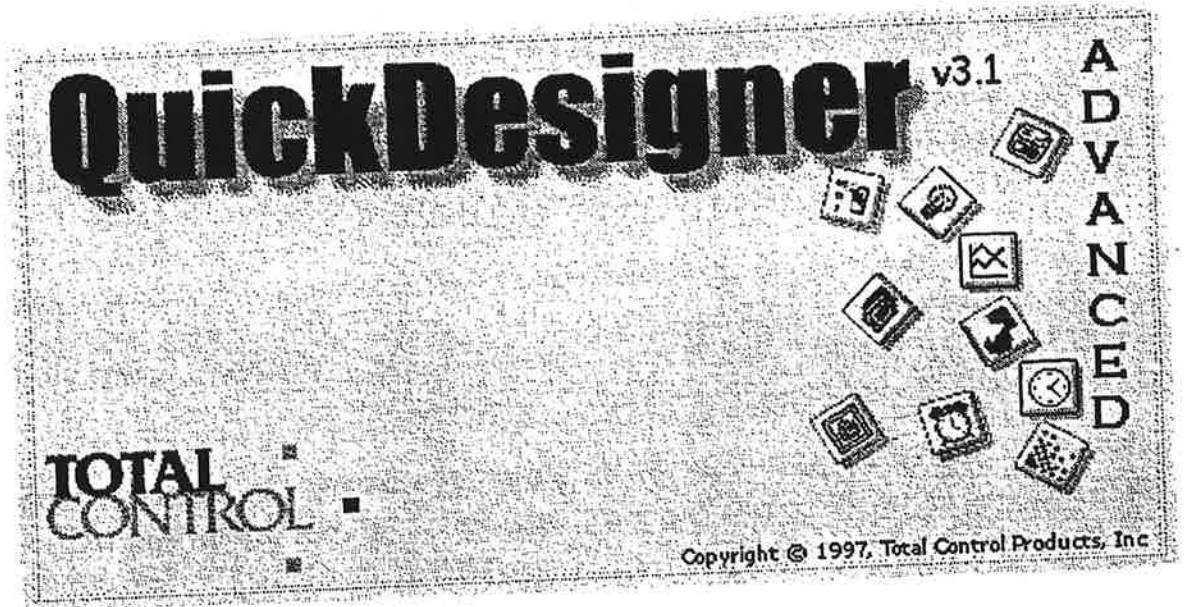 QuickDesigner v3.1
ADVANCED
TOTAL
CONTROL
Copyright © 1997, Total Control Products, Inc